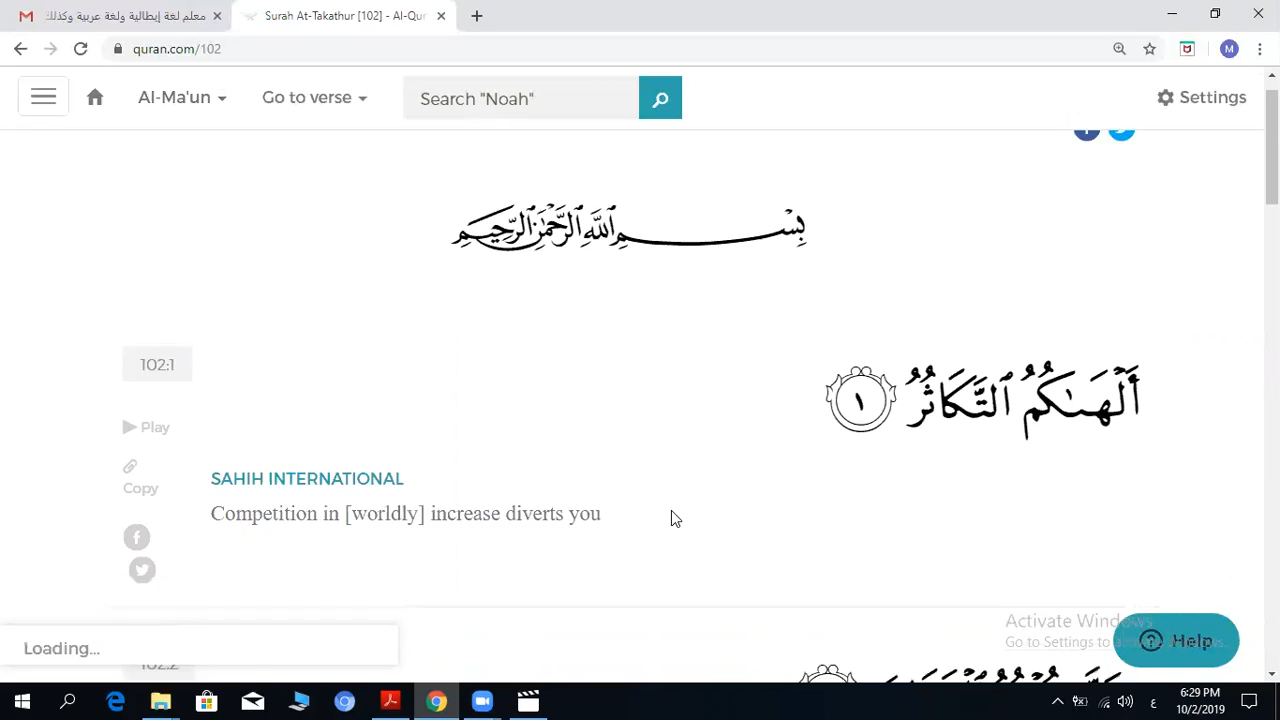 معلم لغة إيطالية ولغة عربية وكذلك
Surah At-Takathur [102] - Al-Qur
quran.com/102
M
Al-Ma'un
Go to verse
Search "Noah"
Settings
بِسْمِ ٱللَّهِ ٱلرَّحْمَٰنِ ٱلرَّحِيمِ
102:1
أَلْهَىٰكُمُ ٱلتَّكَاثُرُ ١
Play
Copy
SAHIH INTERNATIONAL
Competition in [worldly] increase diverts you
Activate Windows
Go to Settings to
Help
Loading...
102:2
6:29 PM
ع
10/2/2019